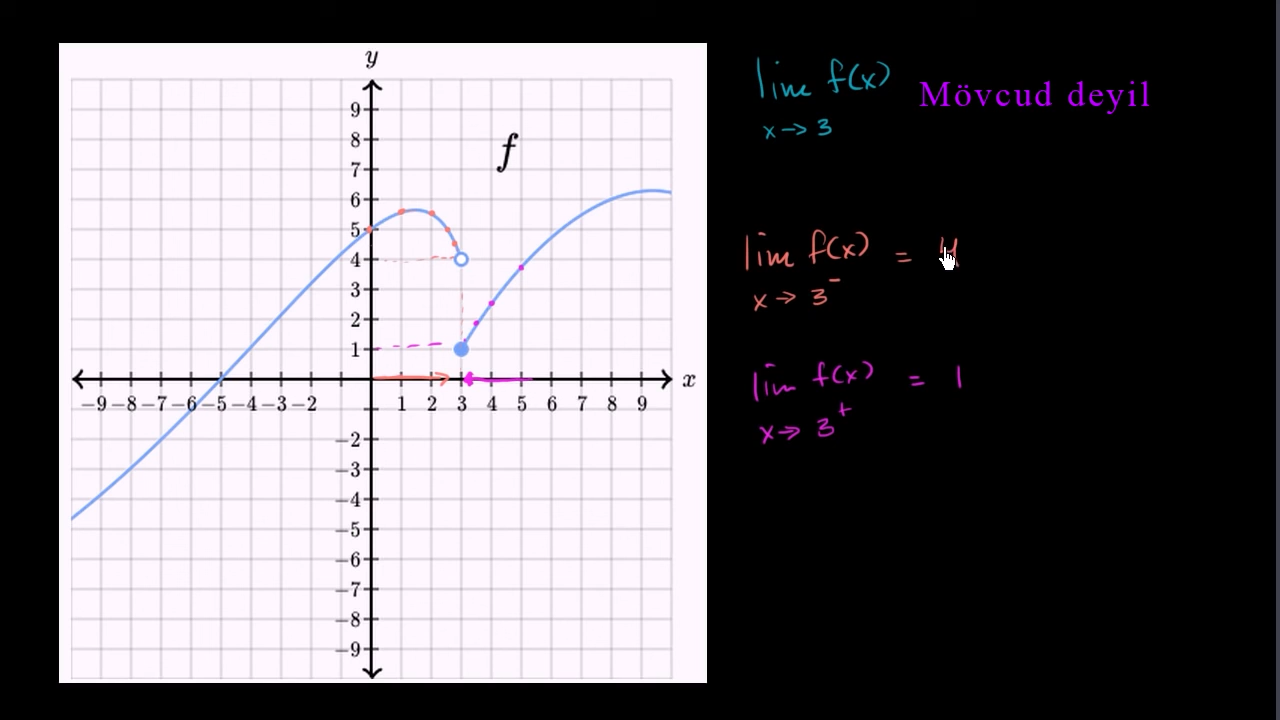 y
9
8
7
6
5
4
3
2
1
−2
−3
−4
−5
−6
−7
−8
−9
−9 −8 −7 −6 −5 −4 −3 −2 1 2 3 4 5 6 7 8 9
x
f
lim f(x) Mövcud deyil
x → 3
lim f(x) = 4
x → 3⁻
lim f(x) = 1
x → 3⁺